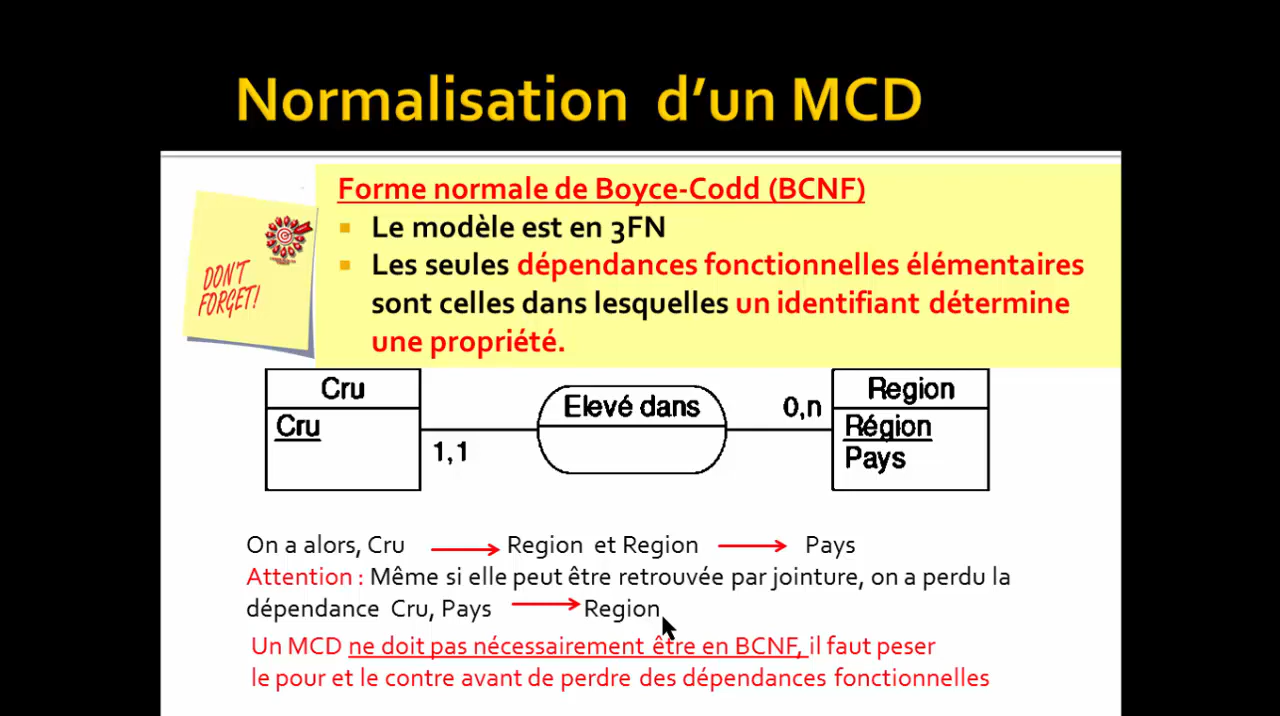 Normalisation d'un MCD
Forme normale de Boyce-Codd (BCNF)
Le modèle est en 3FN
Les seules dépendances fonctionnelles élémentaires
sont celles dans lesquelles un identifiant détermine
une propriété.
DON'T
FORGET!
Cru
Cru
1,1
Elevé dans
0,n
Region
Région
Pays
On a alors, Cru → Region et Region → Pays
Attention : Même si elle peut être retrouvée par jointure, on a perdu la
dépendance Cru, Pays → Region
Un MCD ne doit pas nécessairement être en BCNF, il faut peser
le pour et le contre avant de perdre des dépendances fonctionnelles